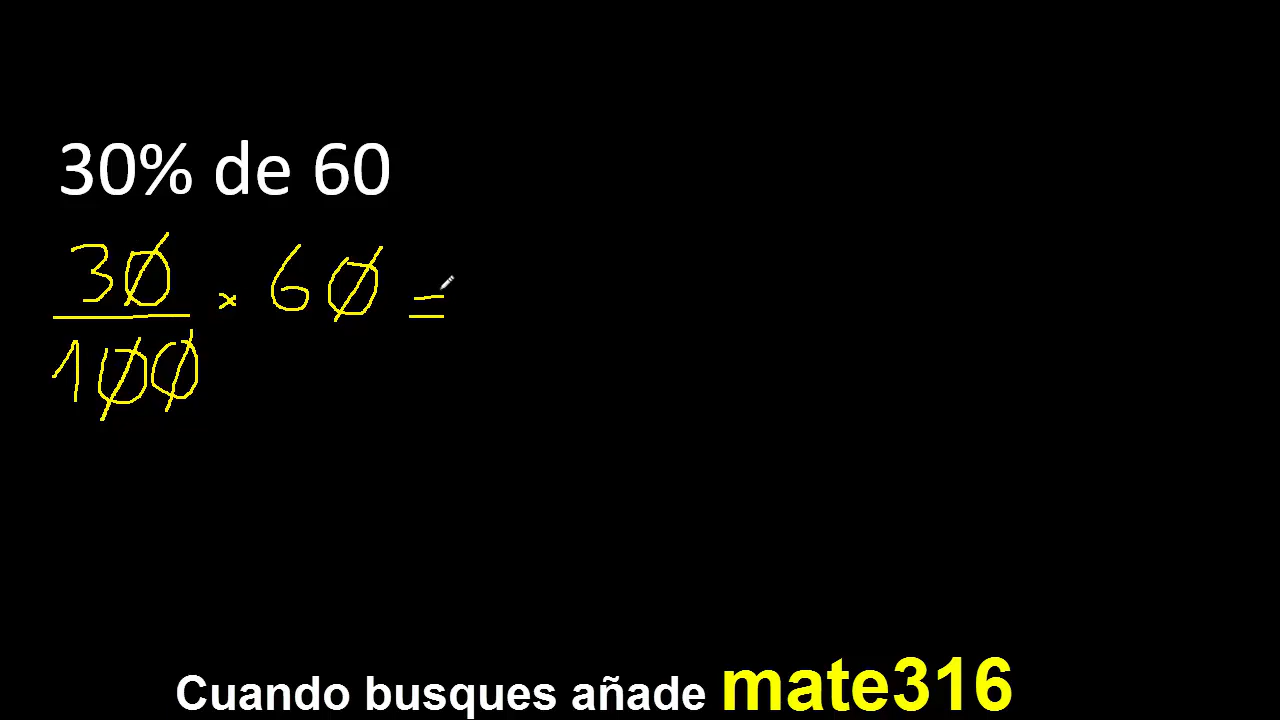 30% de 60
30
100
× 60 =
Cuando busques añade mate316